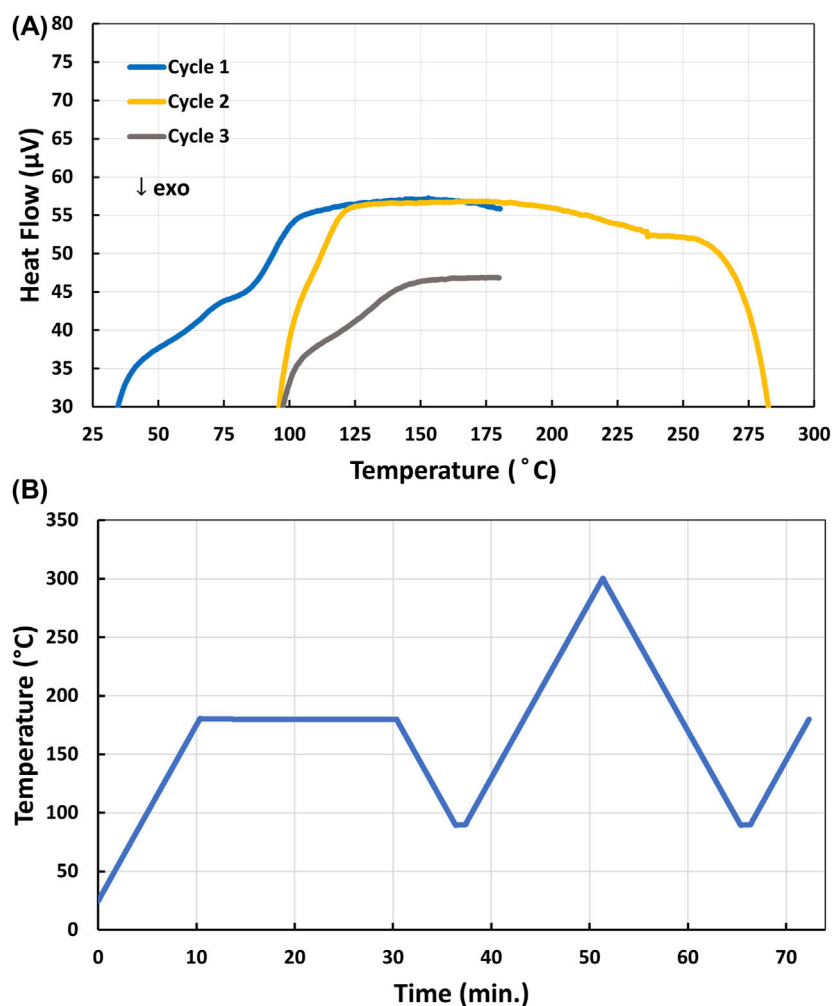 (A)
80
75
70
65
60
55
50
45
40
35
30
Heat Flow (µV)
Cycle 1
Cycle 2
Cycle 3
↓ exo
25 50 75 100 125 150 175 200 225 250 275 300
Temperature (˚C)
(B)
350
300
250
200
150
100
50
0
Temperature (°C)
0 10 20 30 40 50 60 70
Time (min.)